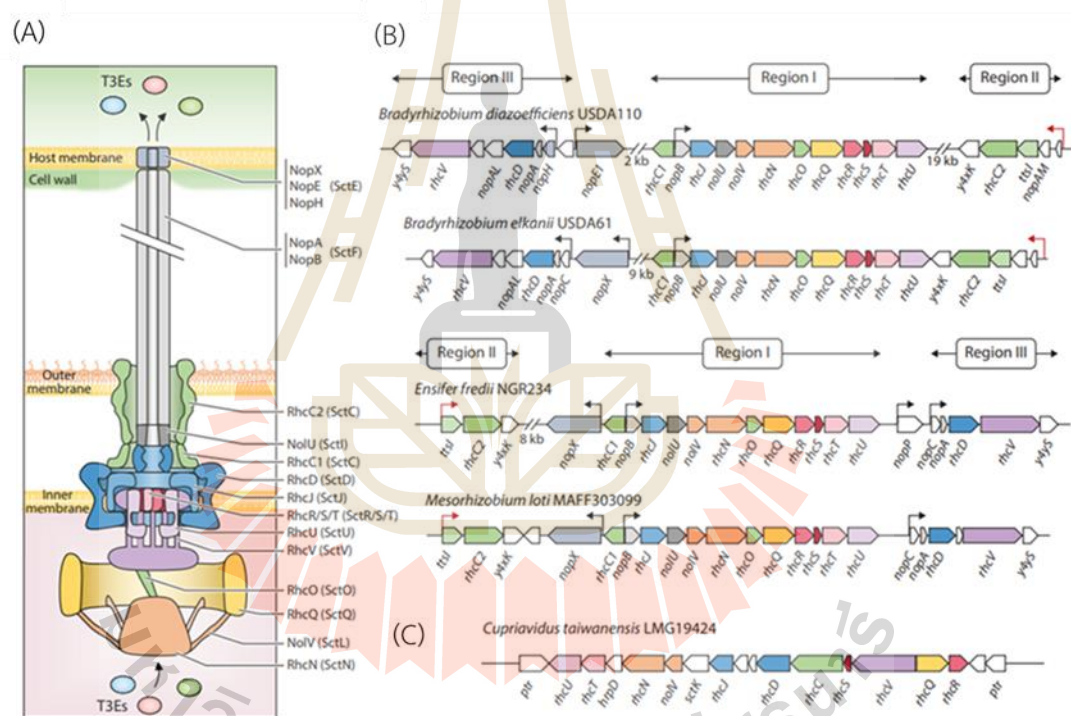 (A)
T3Es
Host membrane
Cell wall
NopX
NopE (SctE)
NopH
NopA
NopB (SctF)
Outer
membrane
RhcC2 (SctC)
NolU (SctI)
RhcC1 (SctC)
RhcD (SctD)
RhcJ (SctJ)
Inner
membrane
RhcR/S/T (SctR/S/T)
RhcU (SctU)
RhcV (SctV)
RhcO (SctO)
RhcQ (SctQ)
NolV (SctL)
RhcN (SctN)
T3Es
(B)
Region III Region I Region II
Bradyrhizobium diazoefficiens USDA110
2 kb 19 kb
y4yS rhcV nopAL rhcD nopA nopH nopE1 rhcC1 nopB rhcJ nolU nolV rhcN rhcO rhcQ rhcR rhcS rhcT rhcU y4xK rhcC2 ttsI nopAM
Bradyrhizobium elkanii USDA61
9 kb
y4yS rhcV nopAL rhcD nopA nopC nopX rhcC1 nopB rhcJ nolU nolV rhcN rhcO rhcQ rhcR rhcS rhcT rhcU y4xK rhcC2 ttsI
Region II Region I Region III
Ensifer fredii NGR234
8 kb
ttsI rhcC2 y4xK nopX rhcC1 nopB rhcJ nolU nolV rhcN rhcO rhcQ rhcR rhcS rhcT rhcU nopP nopC nopA rhcD rhcV y4yS
Mesorhizobium loti MAFF303099
ttsI rhcC2 y4xK nopX rhcC1 nopB rhcJ nolU nolV rhcN rhcO rhcQ rhcR rhcS rhcT rhcU nopC nopA rhcD rhcV y4yS
(C)
Cupriavidus taiwanensis LMG19424
ptr rhcU rhcT hrpD rhcN nolV sctK rhcJ rhcD rhcC rhcS rhcV rhcQ rhcR ptr